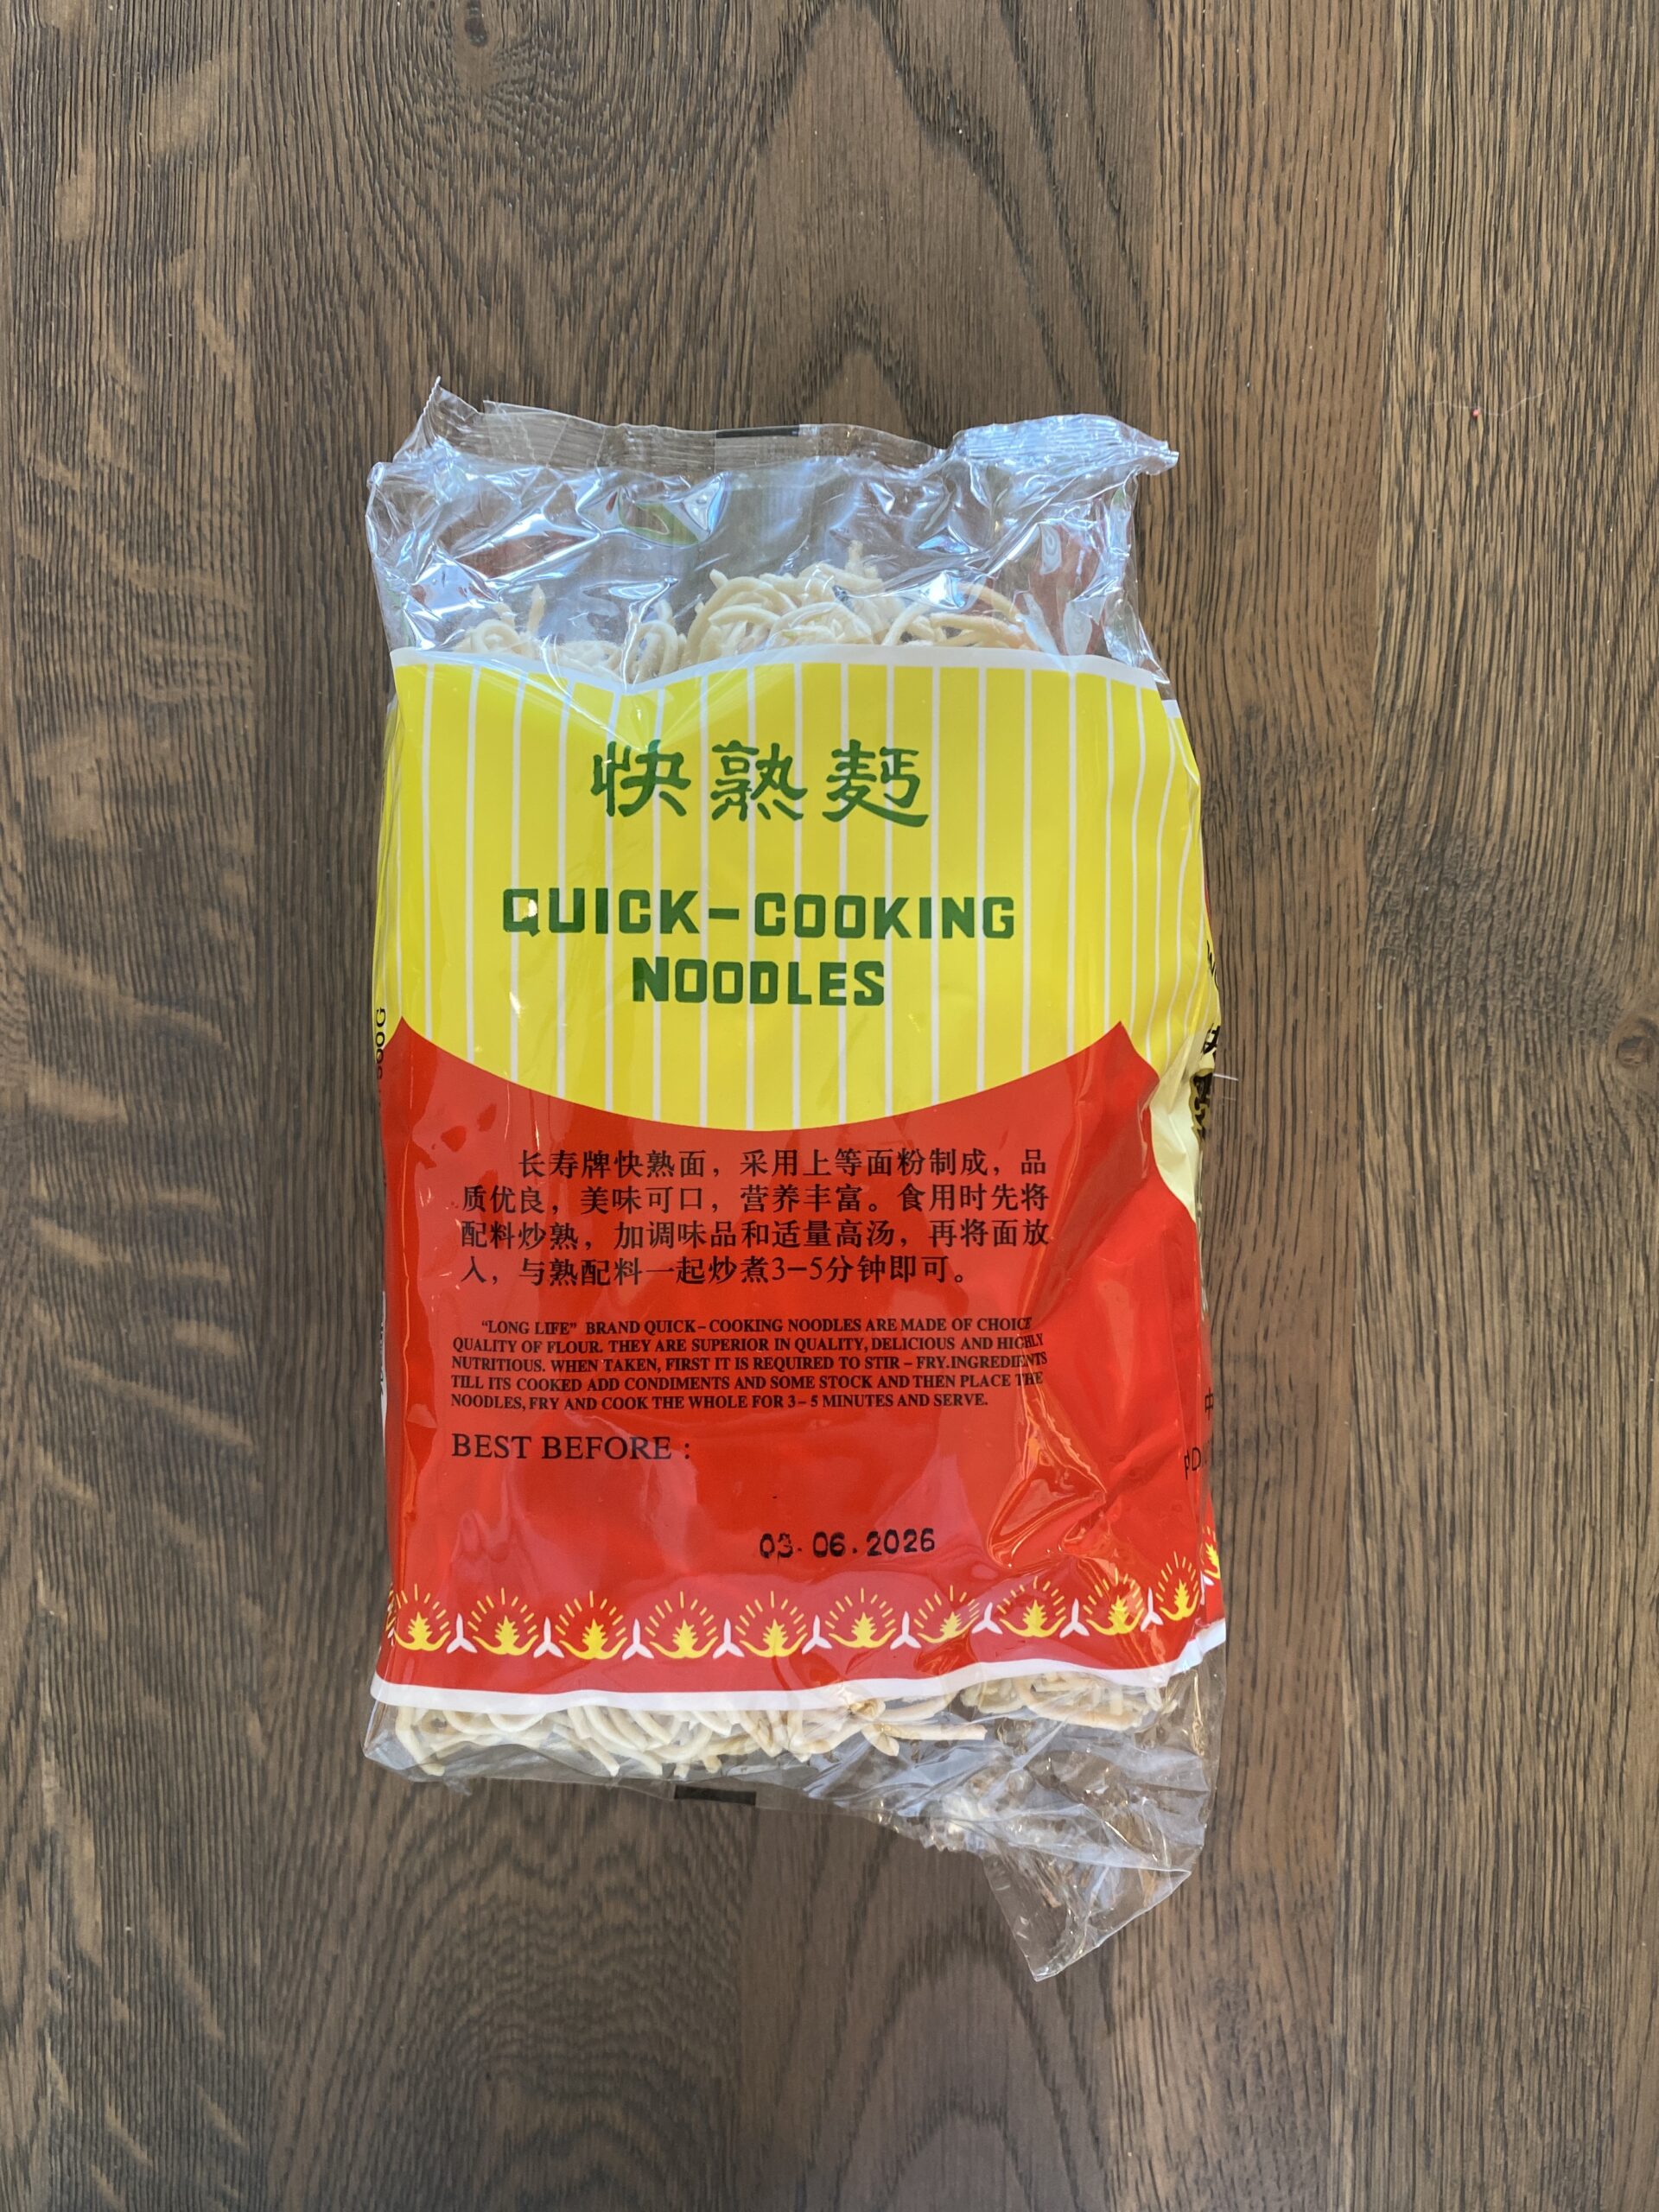 快熟麪
QUICK-COOKING
NOODLES
500G
长寿牌快熟面，采用上等面粉制成，品
质优良，美味可口，营养丰富。食用时先将
配料炒熟，加调味品和适量高汤，再将面放
入，与熟配料一起炒煮3-5分钟即可。
"LONG LIFE" BRAND QUICK-COOKING NOODLES ARE MADE OF CHOICE
QUALITY OF FLOUR. THEY ARE SUPERIOR IN QUALITY, DELICIOUS AND HIGHLY
NUTRITIOUS. WHEN TAKEN, FIRST IT IS REQUIRED TO STIR-FRY.INGREDIENTS
TILL ITS COOKED ADD CONDIMENTS AND SOME STOCK AND THEN PLACE THE
NOODLES, FRY AND COOK THE WHOLE FOR 3-5 MINUTES AND SERVE.
BEST BEFORE :
03.06.2026